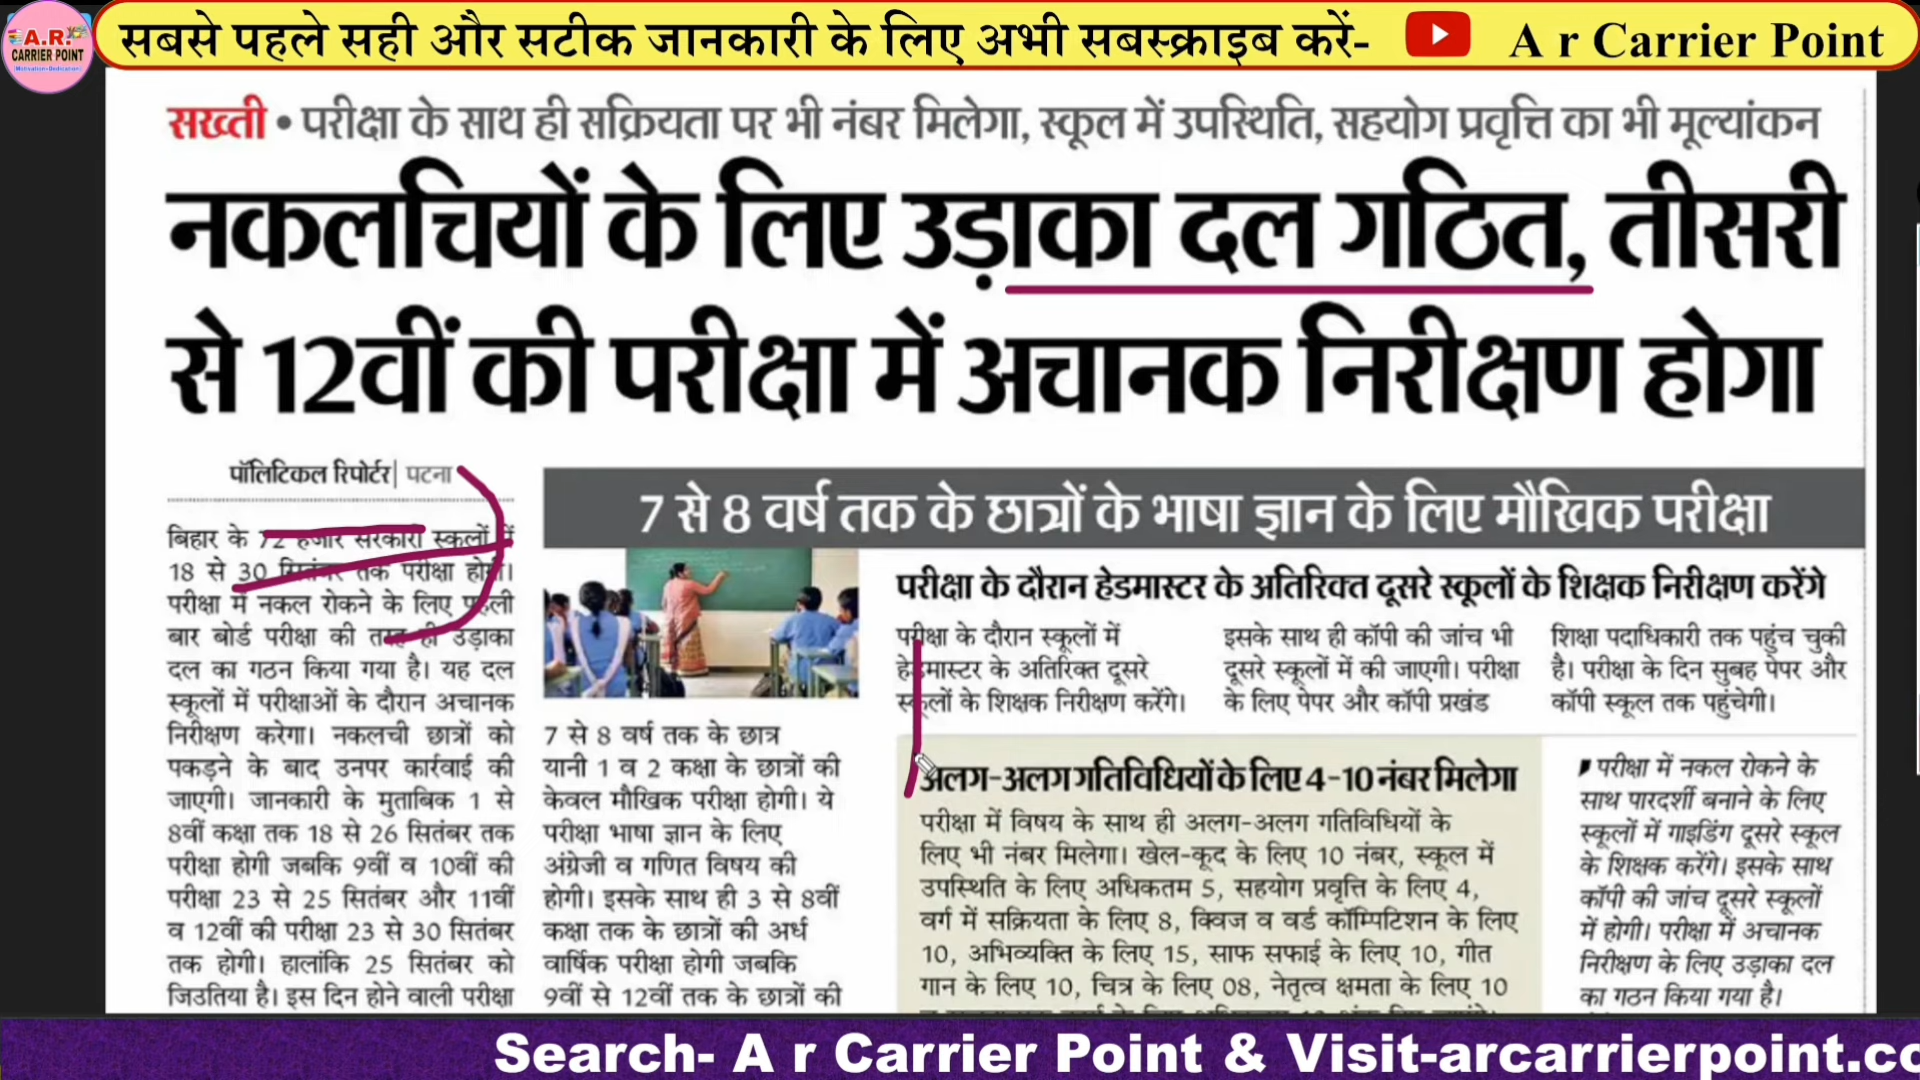 A.R.
CARRIER POINT
(Motivation+Dedication)
सबसे पहले सही और सटीक जानकारी के लिए अभी सबस्क्राइब करें-
A r Carrier Point
सख्ती • परीक्षा के साथ ही सक्रियता पर भी नंबर मिलेगा, स्कूल में उपस्थिति, सहयोग प्रवृत्ति का भी मूल्यांकन
नकलचियों के लिए उड़ाका दल गठित, तीसरी
से 12वीं की परीक्षा में अचानक निरीक्षण होगा
पॉलिटिकल रिपोर्टर| पटना
बिहार के 72 हजार सरकारी स्कूलों में
18 से 30 सितंबर तक परीक्षा होगी।
परीक्षा में नकल रोकने के लिए पहली
बार बोर्ड परीक्षा की तरह ही उड़ाका
दल का गठन किया गया है। यह दल
स्कूलों में परीक्षाओं के दौरान अचानक
निरीक्षण करेगा। नकलची छात्रों को
पकड़ने के बाद उनपर कार्रवाई की
जाएगी। जानकारी के मुताबिक 1 से
8वीं कक्षा तक 18 से 26 सितंबर तक
परीक्षा होगी जबकि 9वीं व 10वीं की
परीक्षा 23 से 25 सितंबर और 11वीं
व 12वीं की परीक्षा 23 से 30 सितंबर
तक होगी। हालांकि 25 सितंबर को
जिउतिया है। इस दिन होने वाली परीक्षा
7 से 8 वर्ष तक के छात्रों के भाषा ज्ञान के लिए मौखिक परीक्षा
7 से 8 वर्ष तक के छात्र
यानी 1 व 2 कक्षा के छात्रों की
केवल मौखिक परीक्षा होगी। ये
परीक्षा भाषा ज्ञान के लिए
अंग्रेजी व गणित विषय की
होगी। इसके साथ ही 3 से 8वीं
कक्षा तक के छात्रों की अर्ध
वार्षिक परीक्षा होगी जबकि
9वीं से 12वीं तक के छात्रों की
परीक्षा के दौरान हेडमास्टर के अतिरिक्त दूसरे स्कूलों के शिक्षक निरीक्षण करेंगे
परीक्षा के दौरान स्कूलों में
हेडमास्टर के अतिरिक्त दूसरे
स्कूलों के शिक्षक निरीक्षण करेंगे।
इसके साथ ही कॉपी की जांच भी
दूसरे स्कूलों में की जाएगी। परीक्षा
के लिए पेपर और कॉपी प्रखंड
शिक्षा पदाधिकारी तक पहुंच चुकी
है। परीक्षा के दिन सुबह पेपर और
कॉपी स्कूल तक पहुंचेगी।
अलग-अलग गतिविधियों के लिए 4-10 नंबर मिलेगा
परीक्षा में विषय के साथ ही अलग-अलग गतिविधियों के
लिए भी नंबर मिलेगा। खेल-कूद के लिए 10 नंबर, स्कूल में
उपस्थिति के लिए अधिकतम 5, सहयोग प्रवृत्ति के लिए 4,
वर्ग में सक्रियता के लिए 8, क्विज व वर्ड कॉम्पिटिशन के लिए
10, अभिव्यक्ति के लिए 15, साफ सफाई के लिए 10, गीत
गान के लिए 10, चित्र के लिए 08, नेतृत्व क्षमता के लिए 10
परीक्षा में नकल रोकने के
साथ पारदर्शी बनाने के लिए
स्कूलों में गाइडिंग दूसरे स्कूल
के शिक्षक करेंगे। इसके साथ
कॉपी की जांच दूसरे स्कूलों
में होगी। परीक्षा में अचानक
निरीक्षण के लिए उड़ाका दल
का गठन किया गया है।
Search- A r Carrier Point & Visit-arcarrierpoint.co